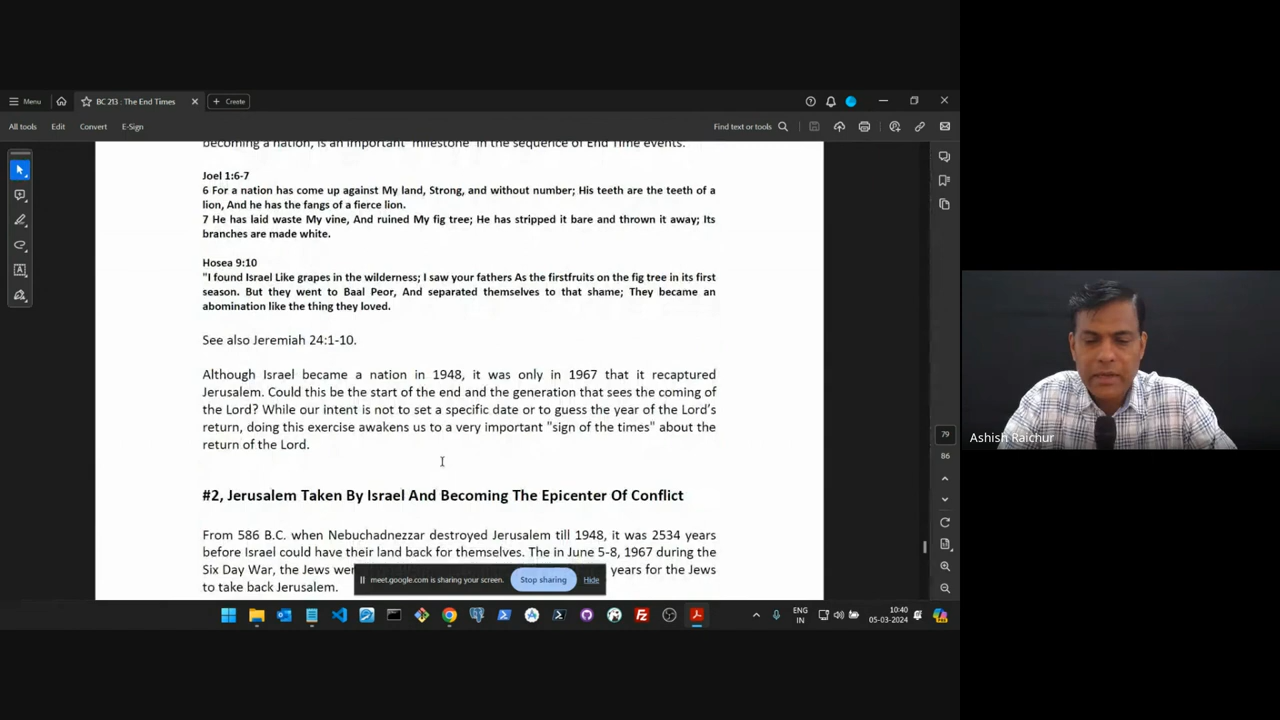 Menu
BC 213 : The End Times
Create
All tools
Edit
Convert
E-Sign
Find text or tools
becoming a nation, is an important "milestone" in the sequence of End Time events.
Joel 1:6-7
6 For a nation has come up against My land, Strong, and without number; His teeth are the teeth of a
lion, And he has the fangs of a fierce lion.
7 He has laid waste My vine, And ruined My fig tree; He has stripped it bare and thrown it away; Its
branches are made white.
Hosea 9:10
"I found Israel Like grapes in the wilderness; I saw your fathers As the firstfruits on the fig tree in its first
season. But they went to Baal Peor, And separated themselves to that shame; They became an
abomination like the thing they loved.
See also Jeremiah 24:1-10.
Although Israel became a nation in 1948, it was only in 1967 that it recaptured
Jerusalem. Could this be the start of the end and the generation that sees the coming of
the Lord? While our intent is not to set a specific date or to guess the year of the Lord's
return, doing this exercise awakens us to a very important "sign of the times" about the
return of the Lord.
#2, Jerusalem Taken By Israel And Becoming The Epicenter Of Conflict
From 586 B.C. when Nebuchadnezzar destroyed Jerusalem till 1948, it was 2534 years
before Israel could have their land back for themselves. The in June 5-8, 1967 during the
Six Day War, the Jews wer
years for the Jews
to take back Jerusalem.
meet.google.com is sharing your screen.
Stop sharing
Hide
79
86
ENG
IN
10:40
05-03-2024
Ashish Raichur